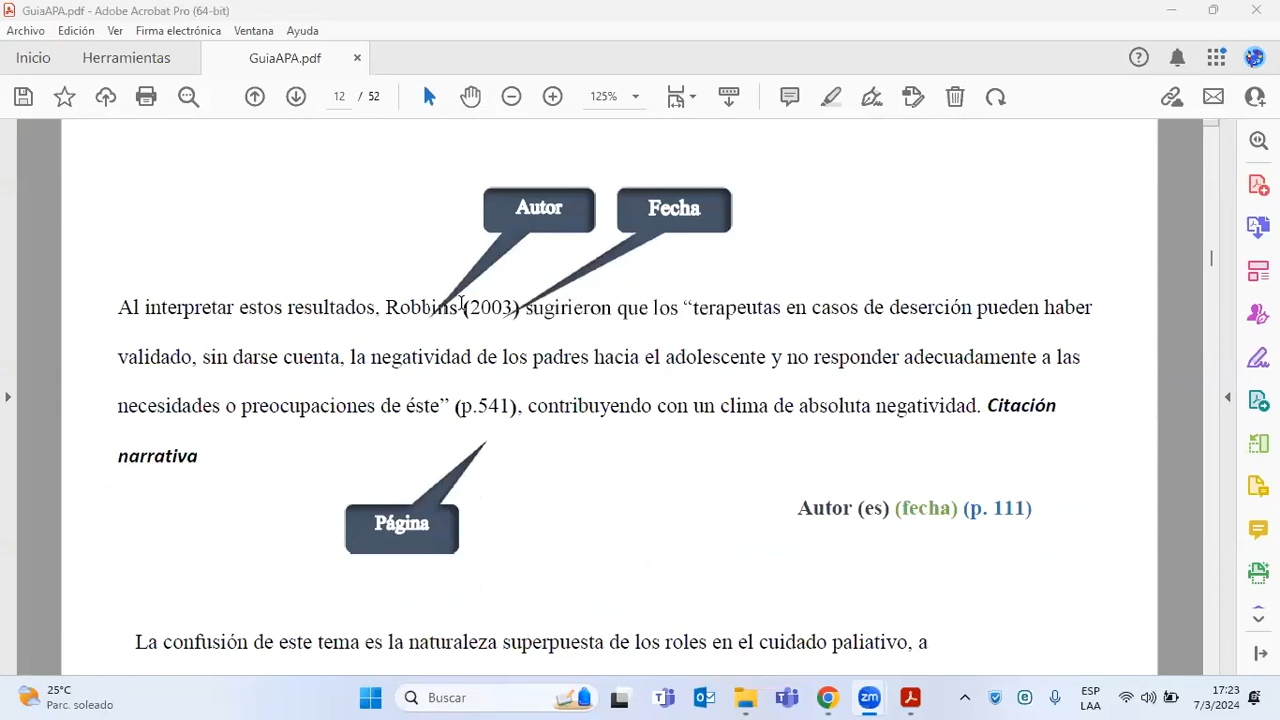 GuiaAPA.pdf - Adobe Acrobat Pro (64-bit)
Archivo Edición Ver Firma electrónica Ventana Ayuda
Inicio Herramientas GuiaAPA.pdf ×
12 / 52 125%
Autor Fecha
Al interpretar estos resultados, Robbins (2003) sugirieron que los “terapeutas en casos de deserción pueden haber
validado, sin darse cuenta, la negatividad de los padres hacia el adolescente y no responder adecuadamente a las
necesidades o preocupaciones de éste” (p.541), contribuyendo con un clima de absoluta negatividad. Citación
narrativa
Autor (es) (fecha) (p. 111)
Página
La confusión de este tema es la naturaleza superpuesta de los roles en el cuidado paliativo, a
25°C
Parc. soleado
Buscar
zm
ESP
LAA
17:23
7/3/2024